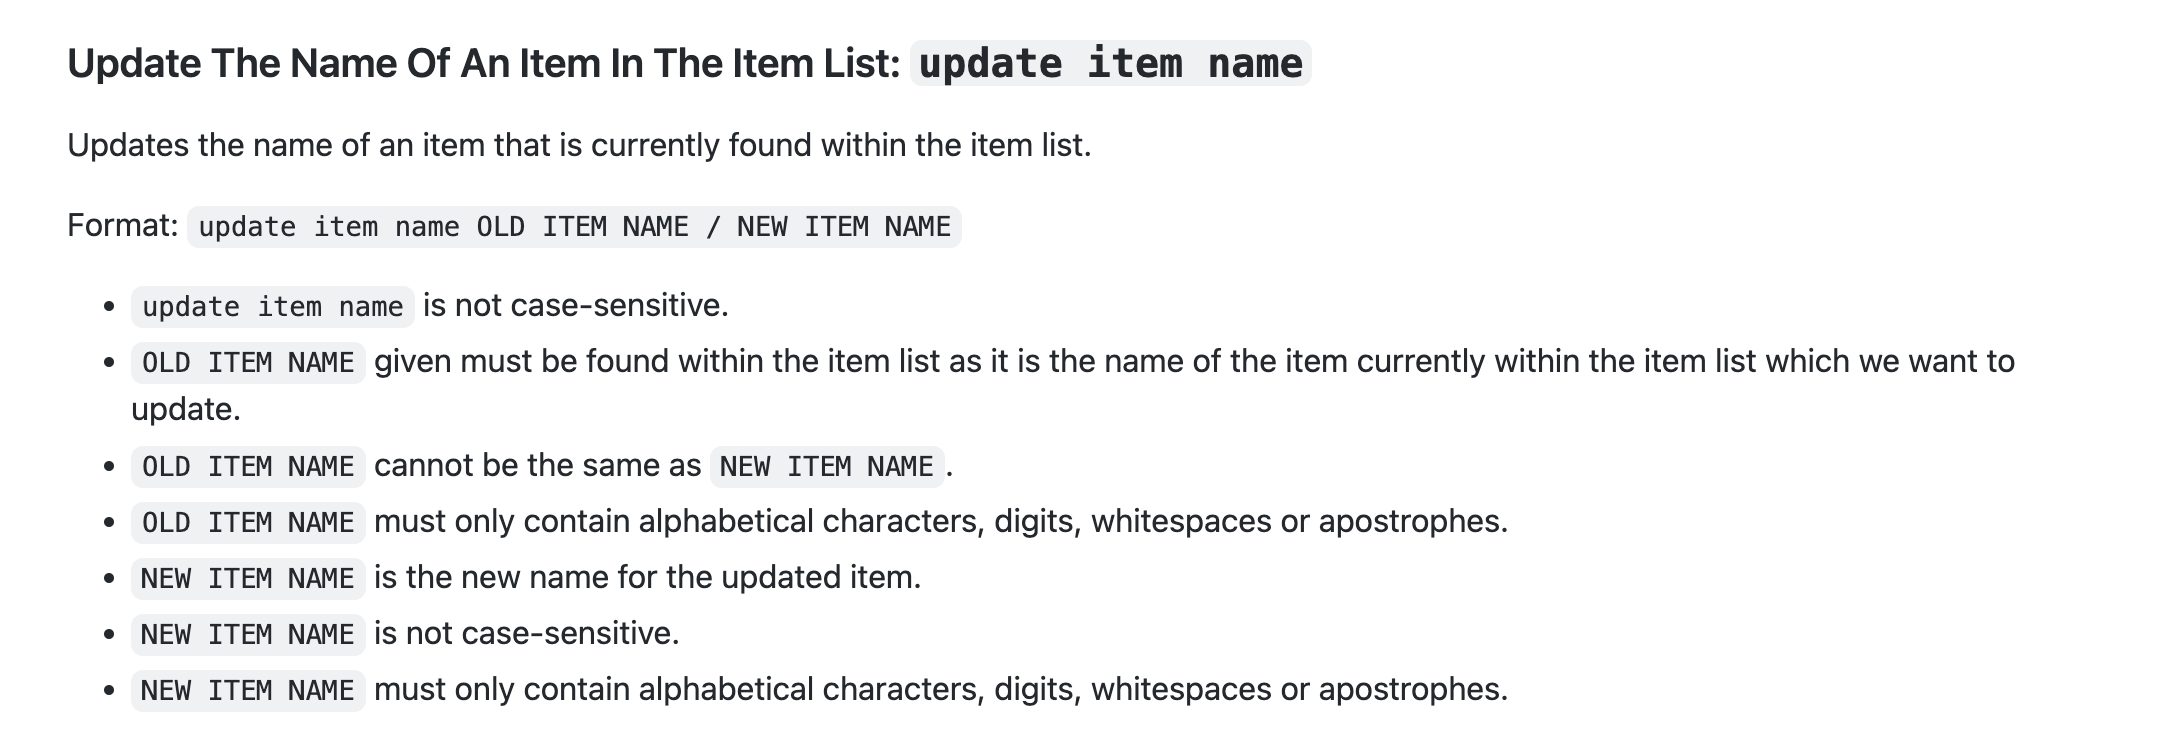 Update The Name Of An Item In The Item List: update item name
Updates the name of an item that is currently found within the item list.
Format: update item name OLD ITEM NAME / NEW ITEM NAME
• update item name is not case-sensitive.
• OLD ITEM NAME given must be found within the item list as it is the name of the item currently within the item list which we want to
update.
• OLD ITEM NAME cannot be the same as NEW ITEM NAME.
• OLD ITEM NAME must only contain alphabetical characters, digits, whitespaces or apostrophes.
• NEW ITEM NAME is the new name for the updated item.
• NEW ITEM NAME is not case-sensitive.
• NEW ITEM NAME must only contain alphabetical characters, digits, whitespaces or apostrophes.